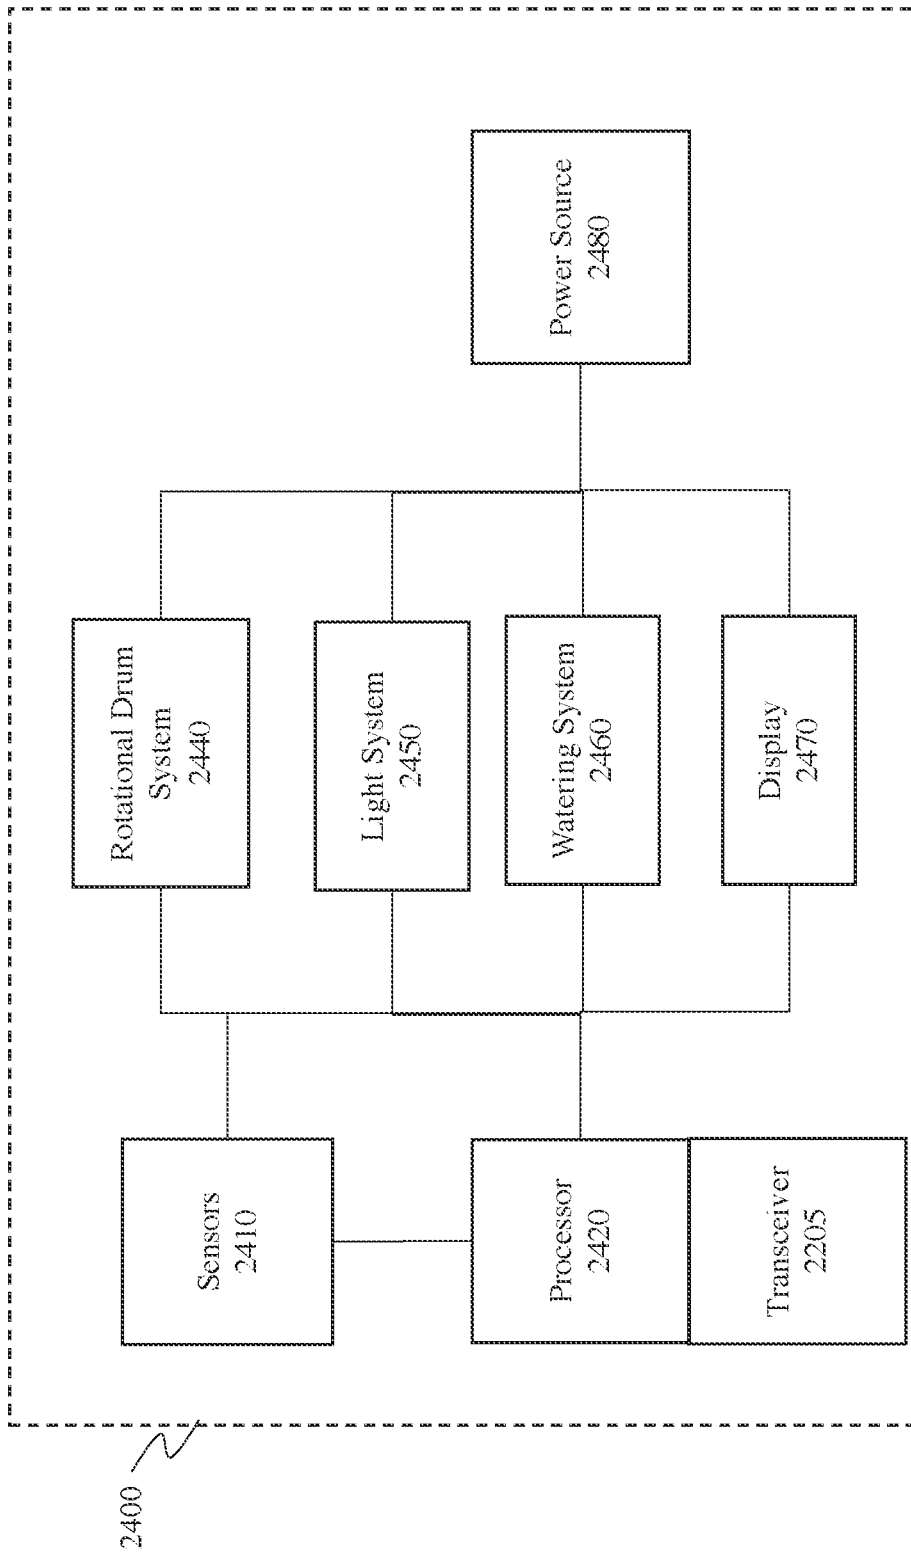 2400
Sensors
2410
Processor
2420
Transceiver
2205
Rotational Drum
System
2440
Light System
2450
Watering System
2460
Display
2470
Power Source
2480